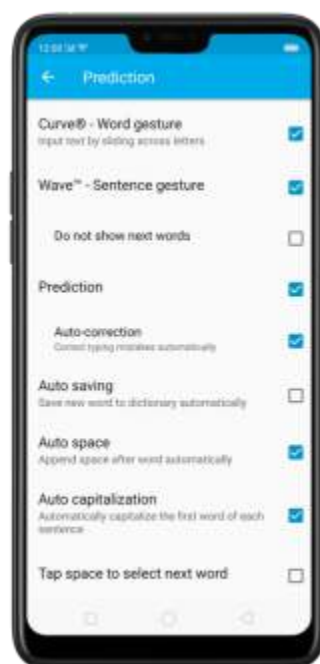 Prediction
Curve® - Word gesture
Input text by sliding across letters
Wave™ - Sentence gesture
Do not show next words
Prediction
Auto-correction
Correct typing mistakes automatically
Auto saving
Save new word to dictionary automatically
Auto space
Append space after word automatically
Auto capitalization
Automatically capitalize the first word of each
sentence
Tap space to select next word